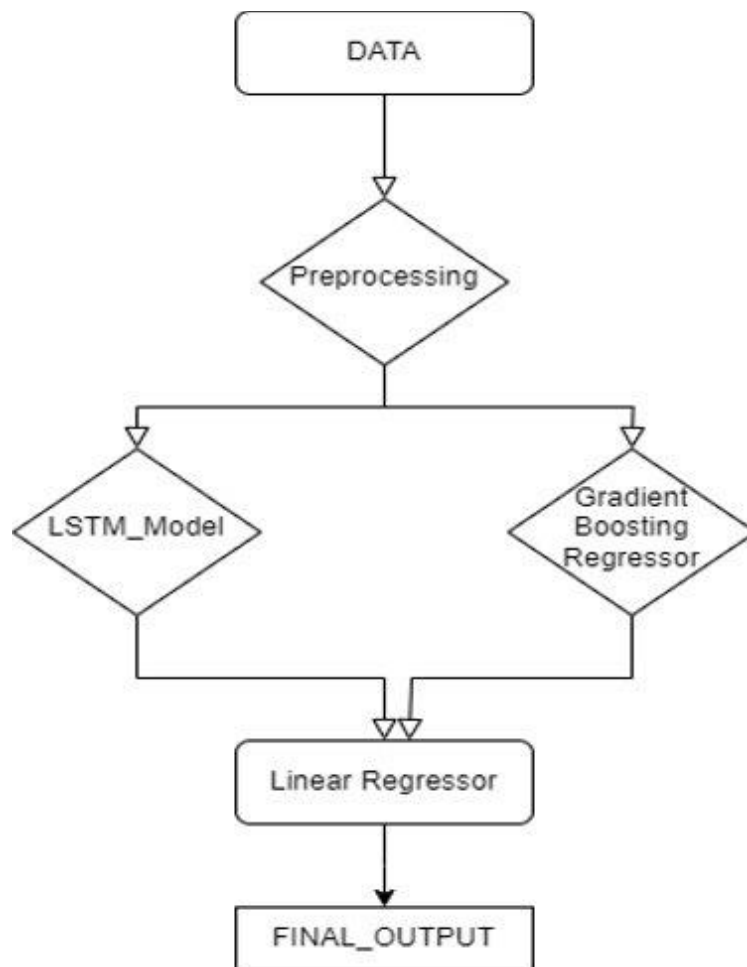 DATA
Preprocessing
LSTM_Model
Gradient
Boosting
Regressor
Linear Regressor
FINAL_OUTPUT